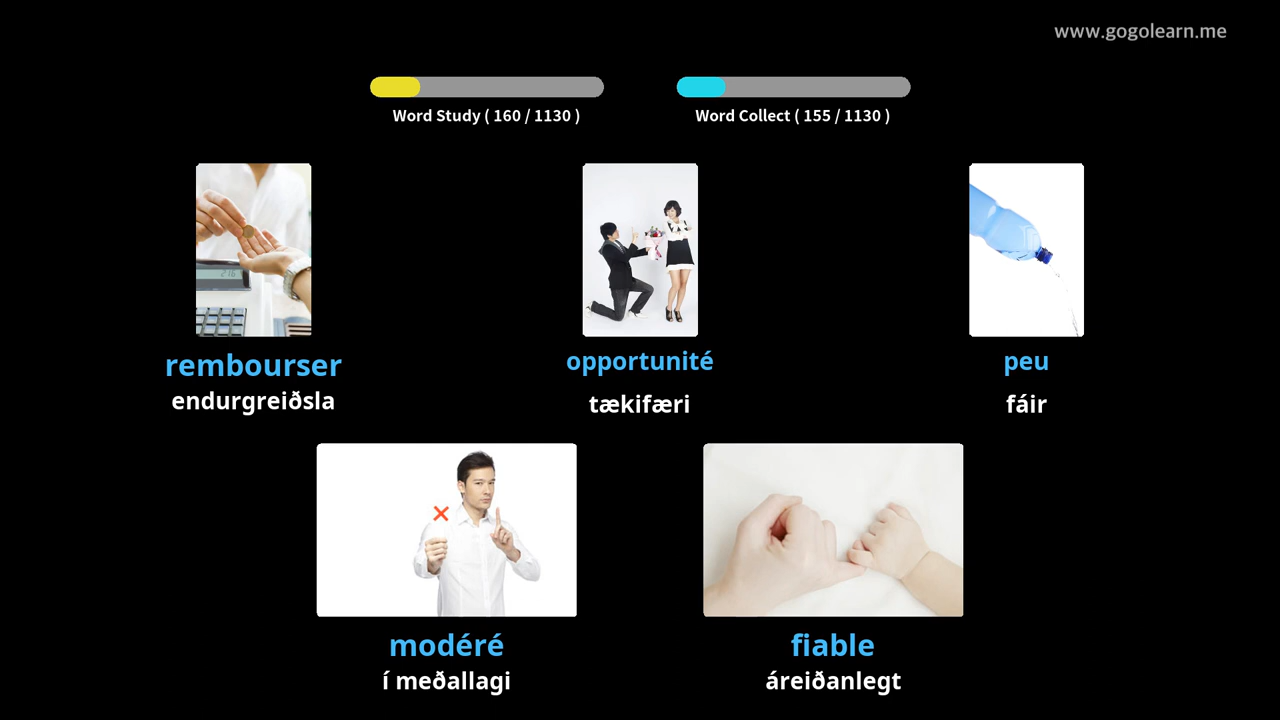 www.gogolearn.me
Word Study ( 160 / 1130 )
Word Collect ( 155 / 1130 )
rembourser
endurgreiðsla
opportunité
tækifæri
peu
fáir
modéré
í meðallagi
fiable
áreiðanlegt